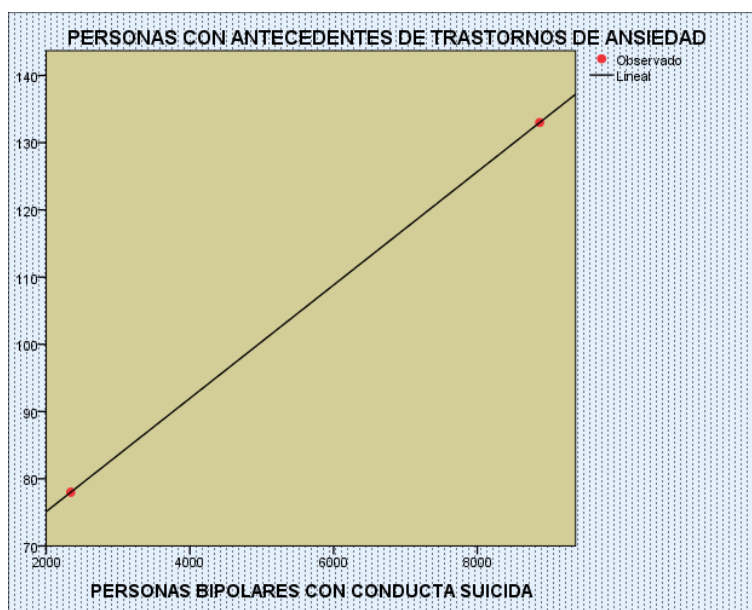 PERSONAS CON ANTECEDENTES DE TRASTORNOS DE ANSIEDAD
Observado
Lineal
140
130
120
110
100
90
80
70
2000 4000 6000 8000
PERSONAS BIPOLARES CON CONDUCTA SUICIDA